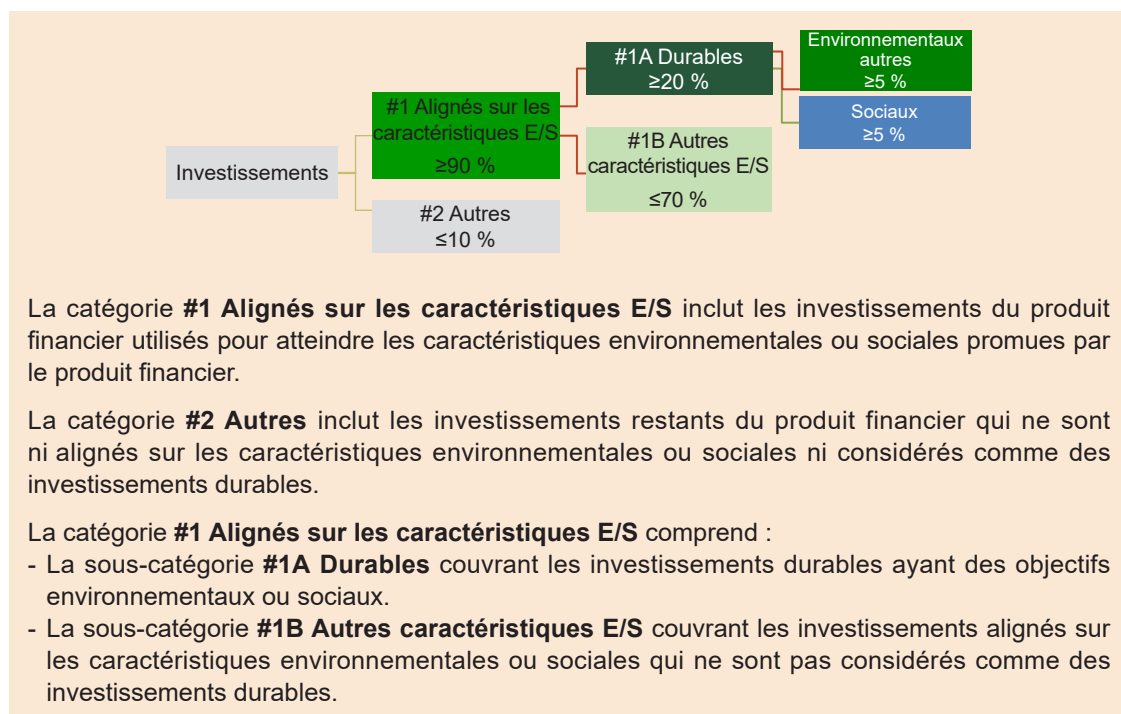 Investissements
#1 Alignés sur les
caractéristiques E/S
≥90 %
#2 Autres
≤10 %
#1A Durables
≥20 %
#1B Autres
caractéristiques E/S
≤70 %
Environnementaux
autres
≥5 %
Sociaux
≥5 %
La catégorie #1 Alignés sur les caractéristiques E/S inclut les investissements du produit
financier utilisés pour atteindre les caractéristiques environnementales ou sociales promues par
le produit financier.
La catégorie #2 Autres inclut les investissements restants du produit financier qui ne sont
ni alignés sur les caractéristiques environnementales ou sociales ni considérés comme des
investissements durables.
La catégorie #1 Alignés sur les caractéristiques E/S comprend :
- La sous-catégorie #1A Durables couvrant les investissements durables ayant des objectifs
environnementaux ou sociaux.
- La sous-catégorie #1B Autres caractéristiques E/S couvrant les investissements alignés sur
les caractéristiques environnementales ou sociales qui ne sont pas considérés comme des
investissements durables.